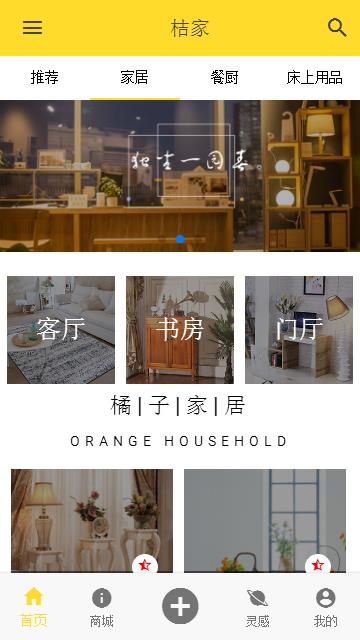 桔家
推荐 家居 餐厨 床上用品
独坐一园春。
客厅 书房 门厅
橘 | 子 | 家 | 居
ORANGE HOUSEHOLD
首页 商城 灵感 我的